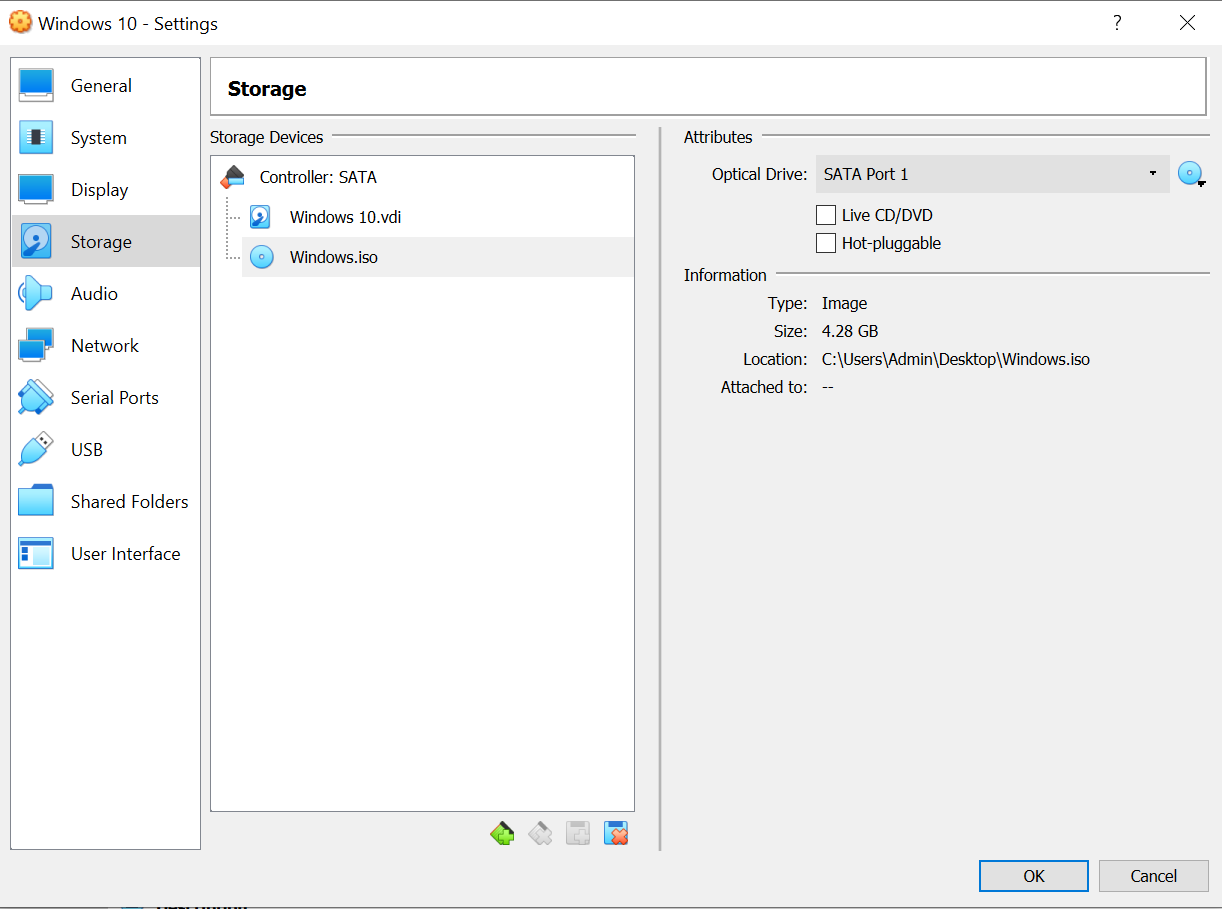 Windows 10 - Settings
?
General
System
Display
Storage
Audio
Network
Serial Ports
USB
Shared Folders
User Interface
Storage
Storage Devices
Controller: SATA
Windows 10.vdi
Windows.iso
Attributes
Optical Drive: SATA Port 1
Live CD/DVD
Hot-pluggable
Information
Type: Image
Size: 4.28 GB
Location: C:\Users\Admin\Desktop\Windows.iso
Attached to: --
OK Cancel